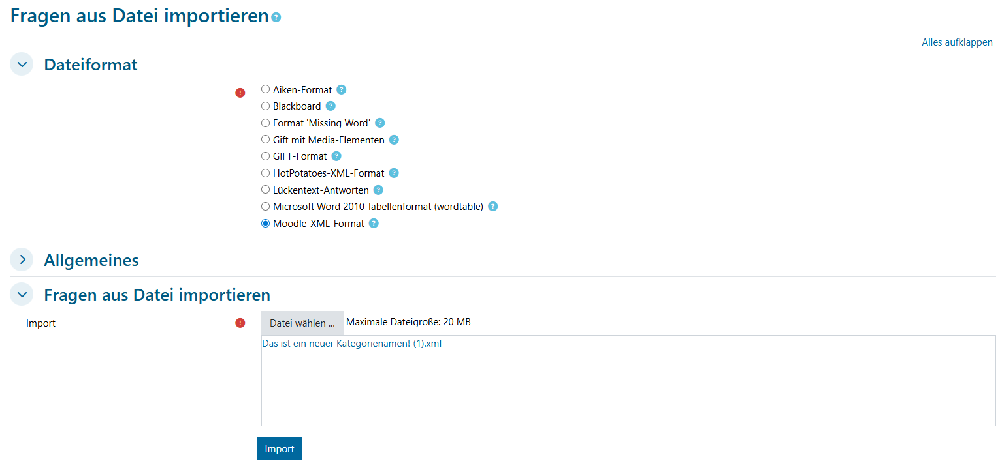 Fragen aus Datei importieren
Alles aufklappen
Dateiformat
Aiken-Format
Blackboard
Format 'Missing Word'
Gift mit Media-Elementen
GIFT-Format
HotPotatoes-XML-Format
Lückentext-Antworten
Microsoft Word 2010 Tabellenformat (wordtable)
Moodle-XML-Format
Allgemeines
Fragen aus Datei importieren
Import
Datei wählen ... Maximale Dateigröße: 20 MB
Das ist ein neuer Kategorienamen! (1).xml
Import